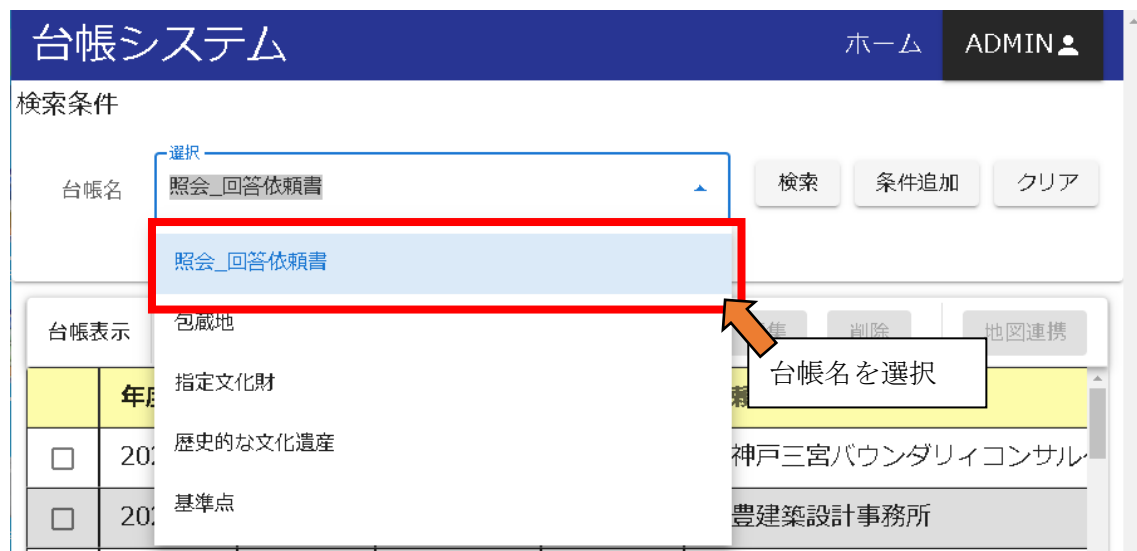 台帳システム ホーム ADMIN
検索条件
選択
台帳名 照会_回答依頼書 検索 条件追加 クリア
照会_回答依頼書
台帳表示 包蔵地 集 削除 地図連携
台帳名を選択
指定文化財
年
歴史的な文化遺産
202 神戸三宮バウンダリィコンサル
基準点
202 豊建築設計事務所